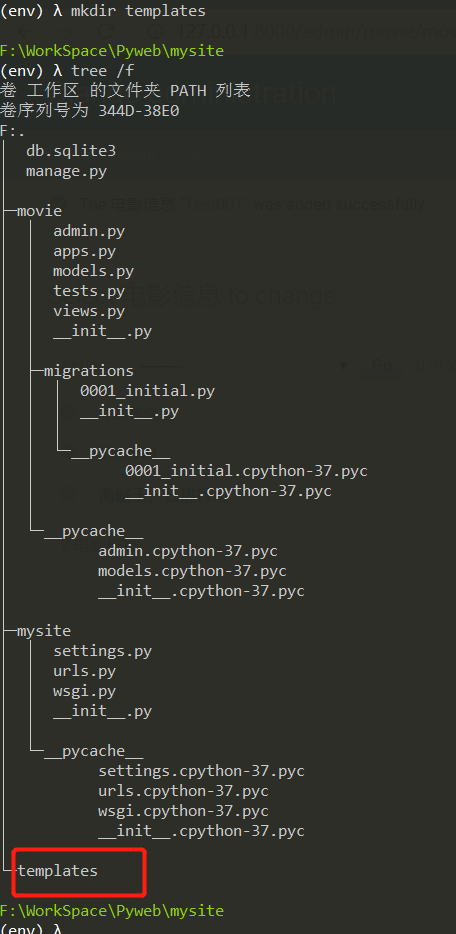 (env) λ mkdir templates
F:\WorkSpace\Pyweb\mysite
(env) λ tree /f
卷 工作区 的文件夹 PATH 列表
卷序列号为 344D-38E0
F:.
│  db.sqlite3
│  manage.py
│
├─movie
│  │  admin.py
│  │  apps.py
│  │  models.py
│  │  tests.py
│  │  views.py
│  │  __init__.py
│  │
│  ├─migrations
│  │  │  0001_initial.py
│  │  │  __init__.py
│  │  │
│  │  └─__pycache__
│  │          0001_initial.cpython-37.pyc
│  │          __init__.cpython-37.pyc
│  │
│  └─__pycache__
│          admin.cpython-37.pyc
│          models.cpython-37.pyc
│          __init__.cpython-37.pyc
│
├─mysite
│  │  settings.py
│  │  urls.py
│  │  wsgi.py
│  │  __init__.py
│  │
│  └─__pycache__
│          settings.cpython-37.pyc
│          urls.cpython-37.pyc
│          wsgi.cpython-37.pyc
│          __init__.cpython-37.pyc
│
└─templates
F:\WorkSpace\Pyweb\mysite
(env) λ